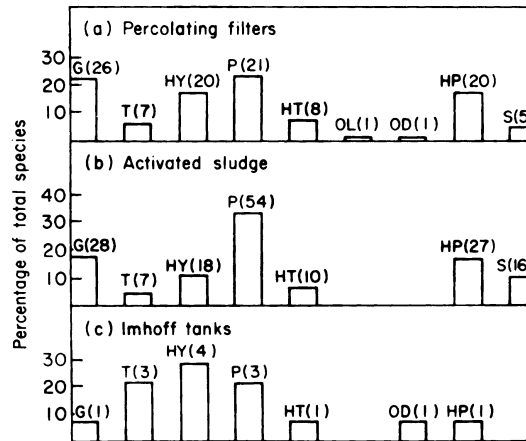 Percentage of total species
(a) Percolating filters
30
20
10
G(26)
T(7)
HY(20)
P(21)
HT(8)
OL(1)
OD(1)
HP(20)
S(5
(b) Activated sludge
40
30
20
10
G(28)
T(7)
HY(18)
P(54)
HT(10)
HP(27)
S(16
(c) Imhoff tanks
30
20
10
G(1)
T(3)
HY(4)
P(3)
HT(1)
OD(1)
HP(1)